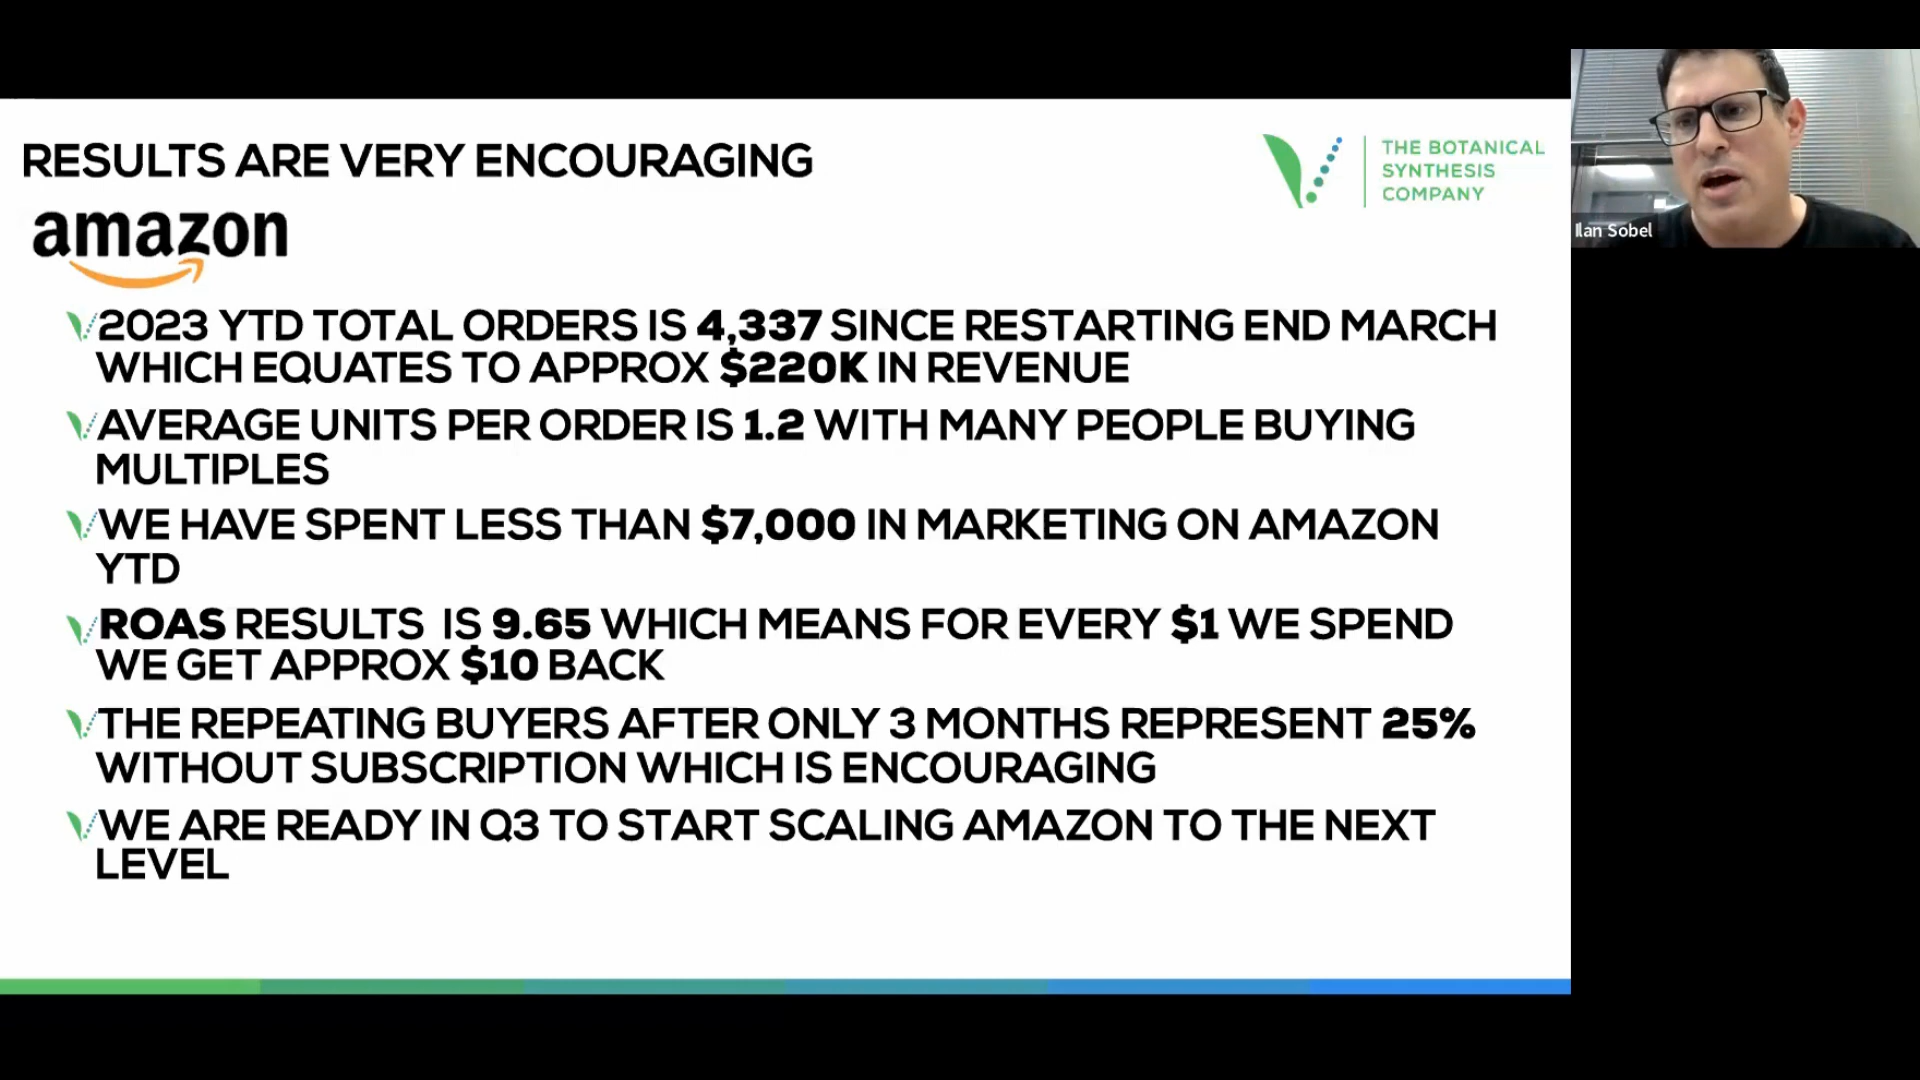 RESULTS ARE VERY ENCOURAGING
THE BOTANICAL
SYNTHESIS
COMPANY
Ilan Sobel
amazon
2023 YTD TOTAL ORDERS IS 4,337 SINCE RESTARTING END MARCH
WHICH EQUATES TO APPROX $220K IN REVENUE
AVERAGE UNITS PER ORDER IS 1.2 WITH MANY PEOPLE BUYING
MULTIPLES
WE HAVE SPENT LESS THAN $7,000 IN MARKETING ON AMAZON
YTD
ROAS RESULTS IS 9.65 WHICH MEANS FOR EVERY $1 WE SPEND
WE GET APPROX $10 BACK
THE REPEATING BUYERS AFTER ONLY 3 MONTHS REPRESENT 25%
WITHOUT SUBSCRIPTION WHICH IS ENCOURAGING
WE ARE READY IN Q3 TO START SCALING AMAZON TO THE NEXT
LEVEL